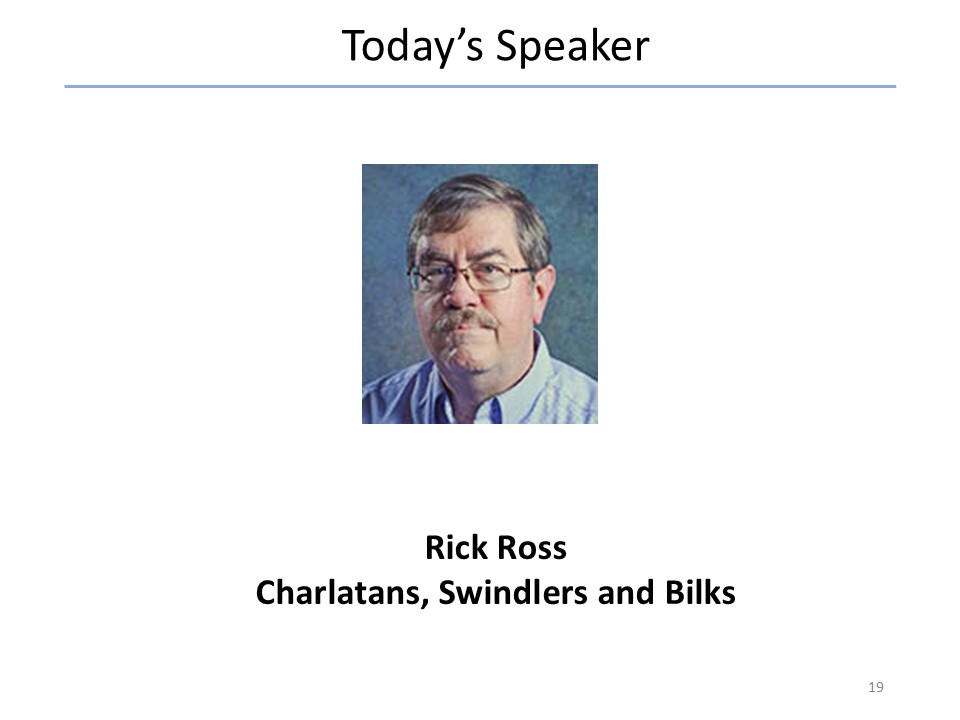 Today’s Speaker
Rick Ross
Charlatans, Swindlers and Bilks
19